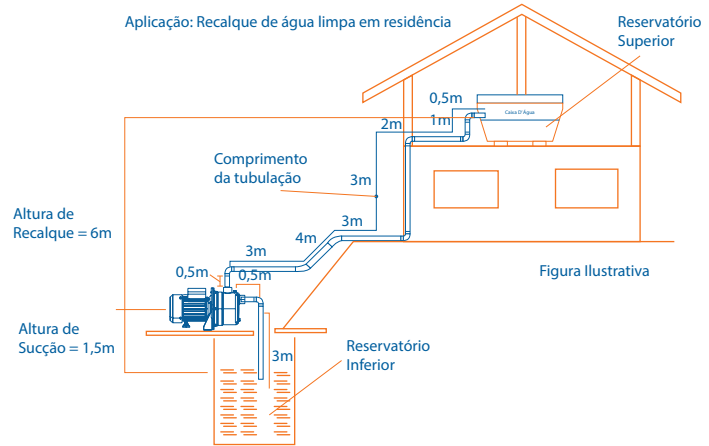 Aplicação: Recalque de água limpa em residência
Reservatório
Superior
0,5m
Caixa D'Água
1m
2m
Comprimento
da tubulação
3m
Altura de
Recalque = 6m
3m
4m
3m
0,5m
0,5m
Figura Ilustrativa
Altura de
Sucção = 1,5m
3m
Reservatório
Inferior